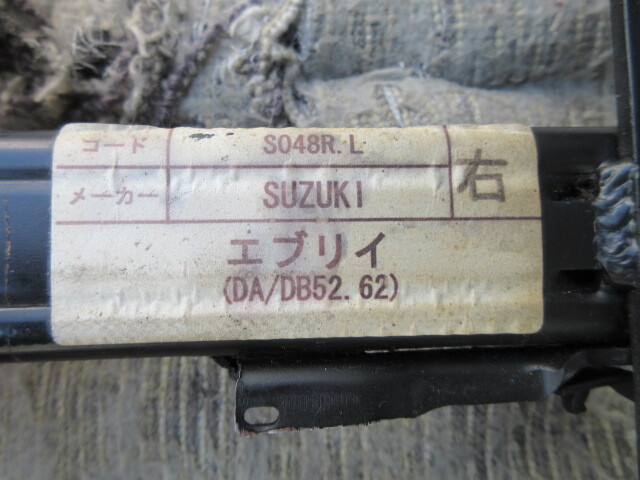 コード S048R.L 右
メーカー SUZUKI
エブリイ
(DA/DB52.62)